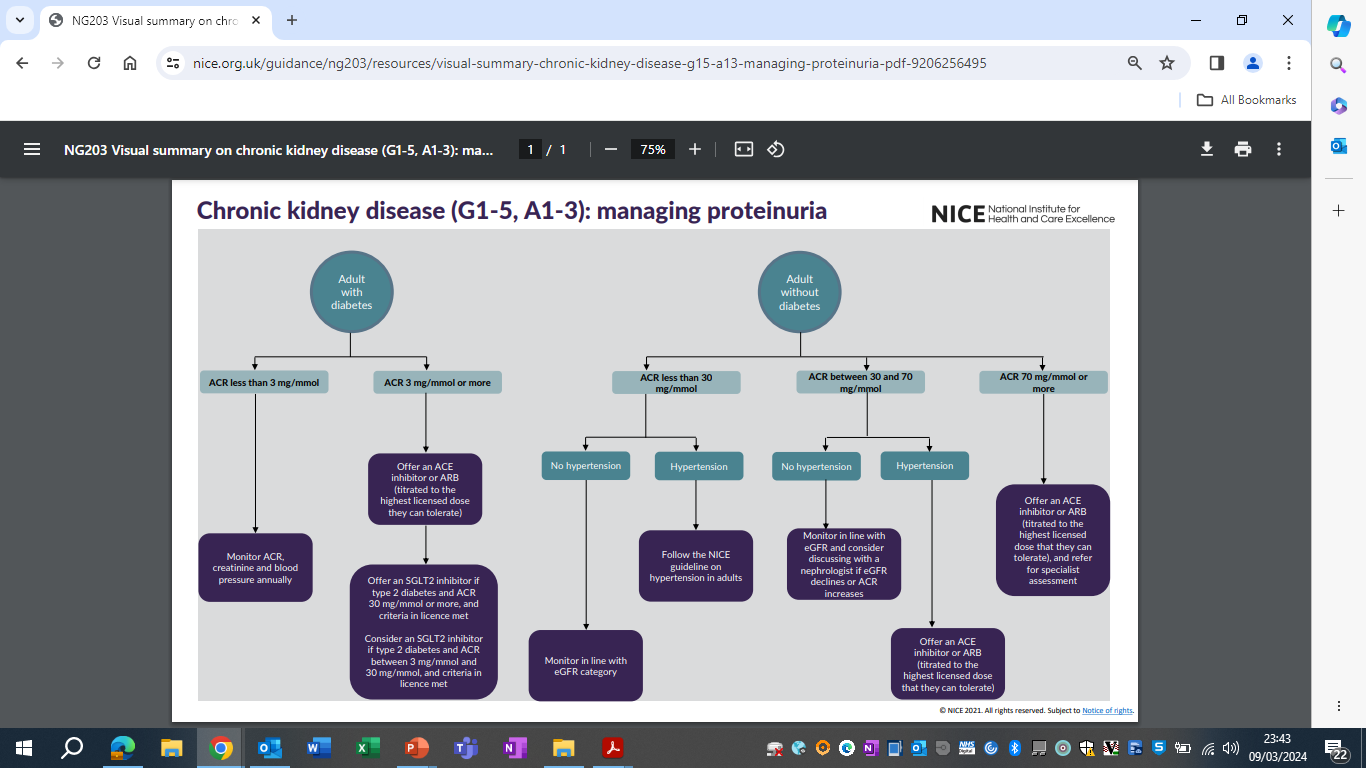 NG203 Visual summary on chro
nice.org.uk/guidance/ng203/resources/visual-summary-chronic-kidney-disease-g15-a13-managing-proteinuria-pdf-9206256495
All Bookmarks
NG203 Visual summary on chronic kidney disease (G1-5, A1-3): ma...
1 / 1
75%
Chronic kidney disease (G1-5, A1-3): managing proteinuria
NICE National Institute for
Health and Care Excellence
Adult
with
diabetes
Adult
without
diabetes
ACR less than 3 mg/mmol
ACR 3 mg/mmol or more
ACR less than 30
mg/mmol
ACR between 30 and 70
mg/mmol
ACR 70 mg/mmol or
more
No hypertension
Hypertension
No hypertension
Hypertension
Offer an ACE
inhibitor or ARB
(titrated to the
highest licensed dose
they can tolerate)
Offer an ACE
inhibitor or ARB
(titrated to the
highest licensed
dose that they can
tolerate), and refer
for specialist
assessment
Monitor ACR,
creatinine and blood
pressure annually
Follow the NICE
guideline on
hypertension in adults
Monitor in line with
eGFR and consider
discussing with a
nephrologist if eGFR
declines or ACR
increases
Offer an SGLT2 inhibitor if
type 2 diabetes and ACR
30 mg/mmol or more, and
criteria in licence met
Consider an SGLT2 inhibitor
if type 2 diabetes and ACR
between 3 mg/mmol and
30 mg/mmol, and criteria in
licence met
Monitor in line with
eGFR category
Offer an ACE
inhibitor or ARB
(titrated to the
highest licensed dose
that they can tolerate)
© NICE 2021. All rights reserved. Subject to Notice of rights.
23:43
09/03/2024
22